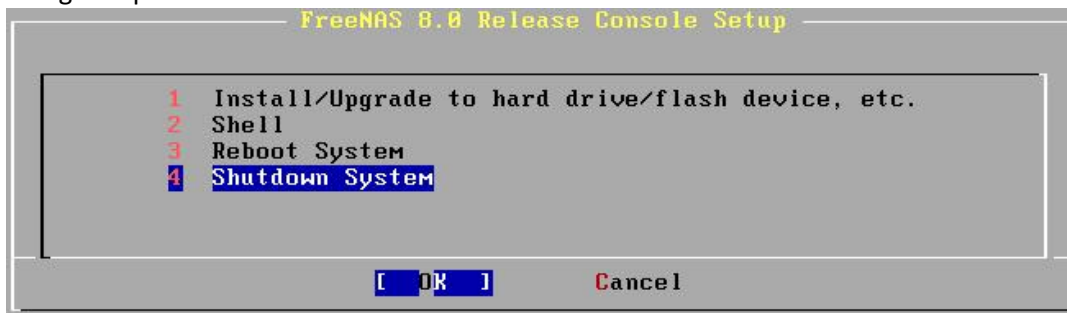 FreeNAS 8.0 Release Console Setup
1 Install/Upgrade to hard drive/flash device, etc.
2 Shell
3 Reboot System
4 Shutdown System
[ OK ] Cancel